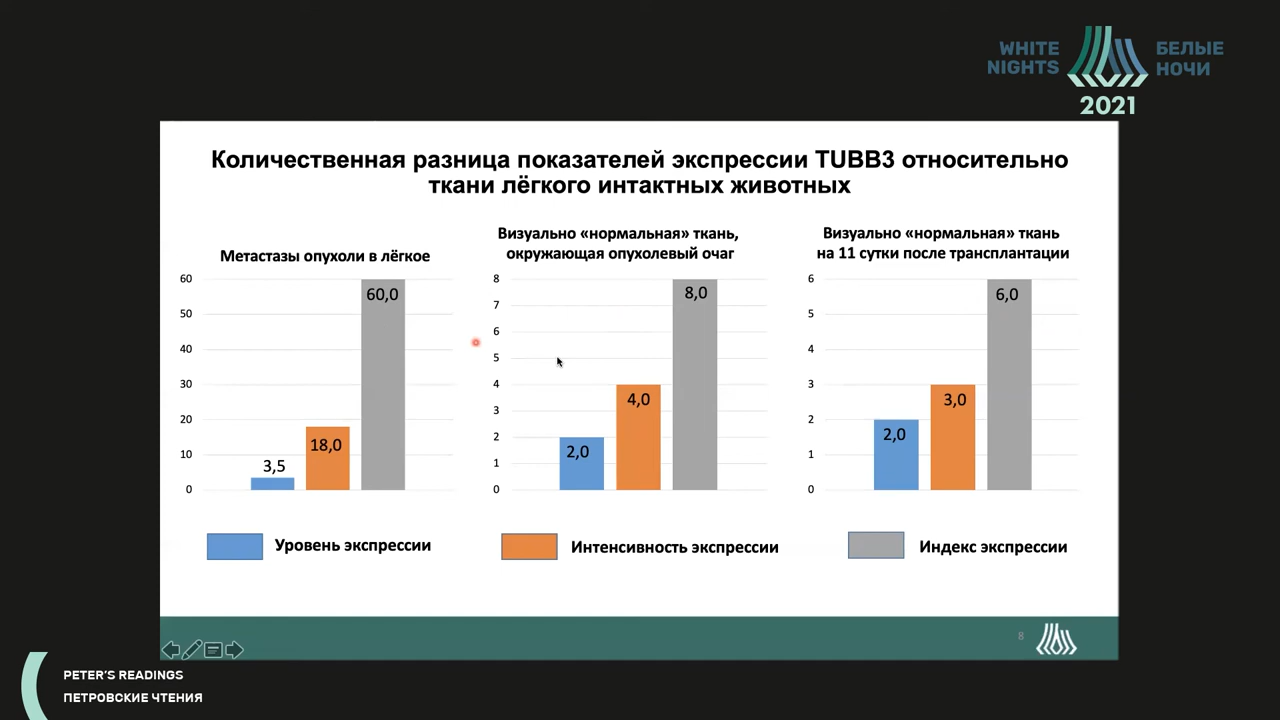 WHITE
NIGHTS
БЕЛЫЕ
НОЧИ
2021
Количественная разница показателей экспрессии TUBB3 относительно
ткани лёгкого интактных животных
Метастазы опухоли в лёгкое
60
50
40
30
20
10
0
3,5
18,0
60,0
Визуально «нормальная» ткань,
окружающая опухолевый очаг
8
7
6
5
4
3
2
1
0
2,0
4,0
8,0
Визуально «нормальная» ткань
на 11 сутки после трансплантации
6
5
4
3
2
1
0
2,0
3,0
6,0
Уровень экспрессии
Интенсивность экспрессии
Индекс экспрессии
8
PETER'S READINGS
ПЕТРОВСКИЕ ЧТЕНИЯ